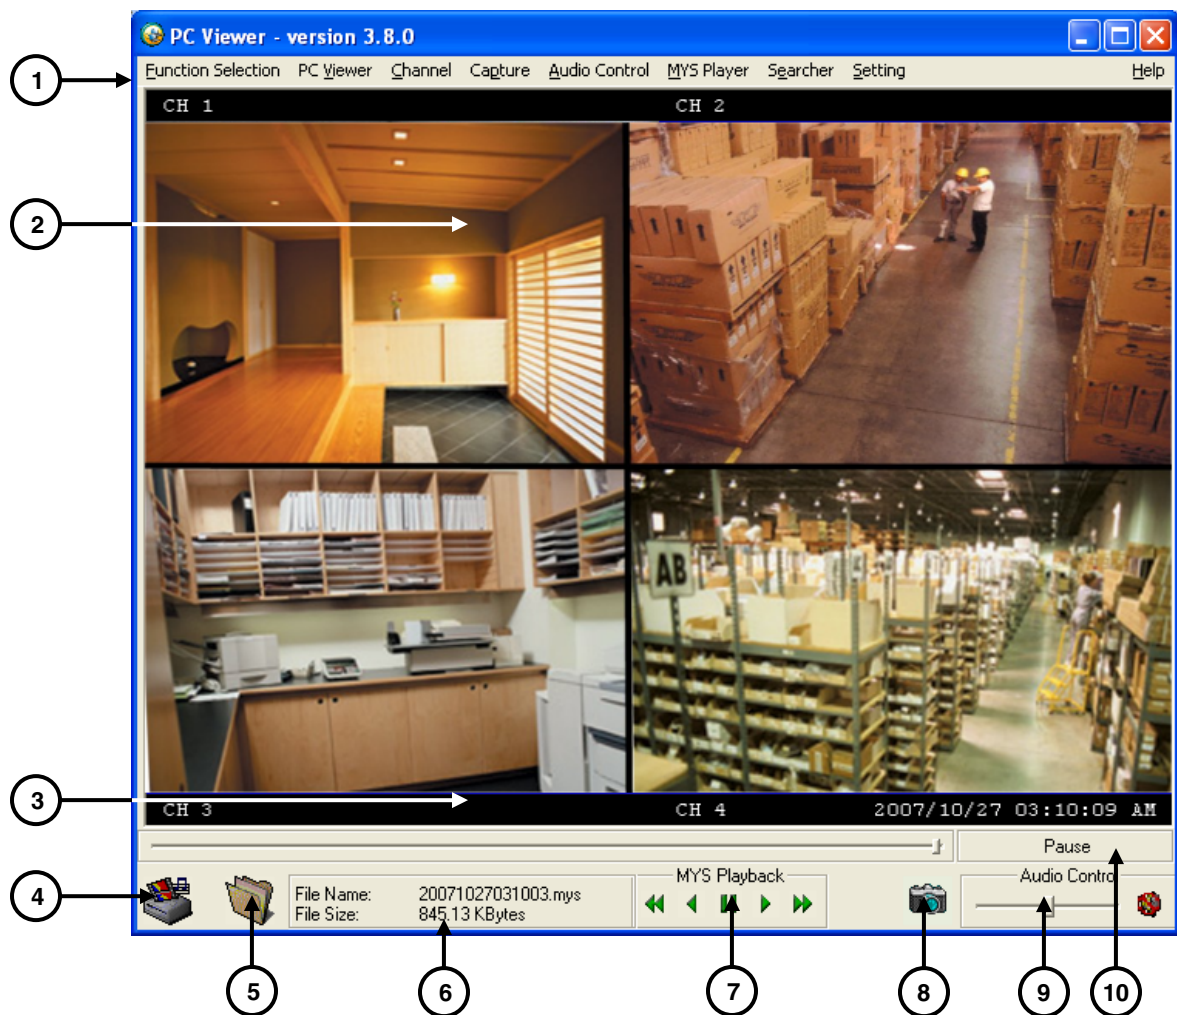 PC Viewer - version 3.8.0
Function Selection PC Viewer Channel Capture Audio Control MYS Player Searcher Setting Help
1
CH 1 CH 2
2
AB
3
CH 3 CH 4 2007/10/27 03:10:09 AM
Pause
4
File Name: 20071027031003.mys
File Size: 845.13 KBytes
MYS Playback
Audio Control
5 6 7 8 9 10